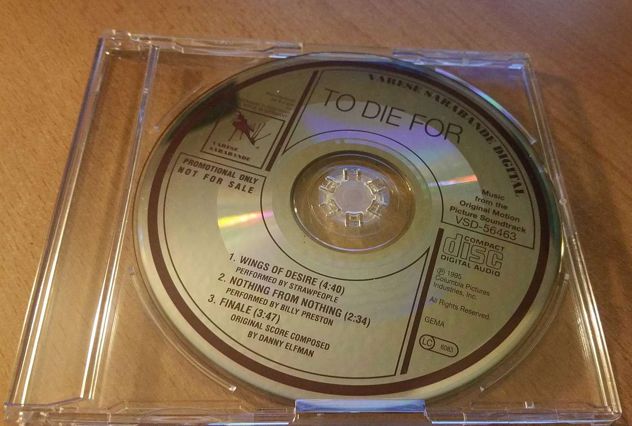 VARESE SARABANDE DIGITAL
TO DIE FOR
VARESE
SARABANDE
PROMOTIONAL ONLY
NOT FOR SALE
Music
from the
Original Motion
Picture Soundtrack
VSD-56463
COMPACT
disc
DIGITAL AUDIO
1. WINGS OF DESIRE (4:40)
PERFORMED BY STRAWPEOPLE
2. NOTHING FROM NOTHING (2:34)
PERFORMED BY BILLY PRESTON
3. FINALE (3:47)
ORIGINAL SCORE COMPOSED
BY DANNY ELFMAN
℗ 1995
Columbia Pictures
Industries, Inc.
All Rights Reserved.
GEMA
LC 6083